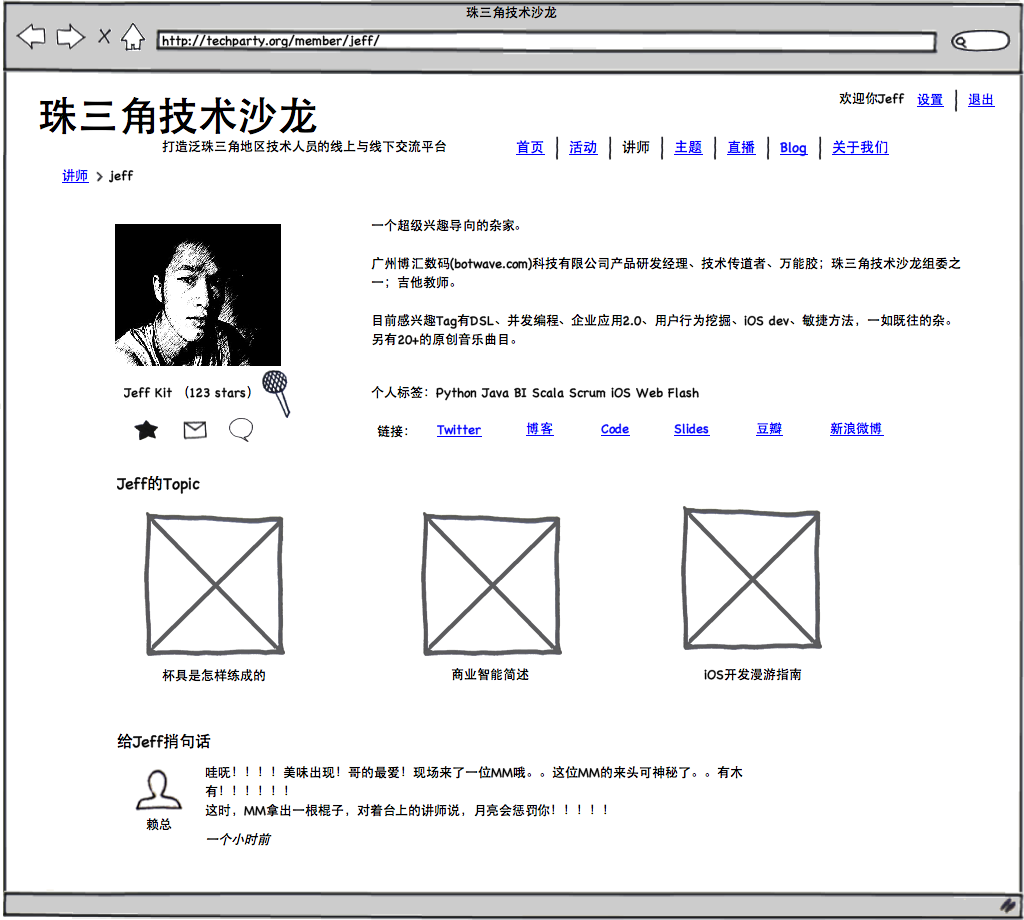 珠三角技术沙龙
http://techparty.org/member/jeff/
欢迎你Jeff 设置 退出
珠三角技术沙龙
打造泛珠三角地区技术人员的线上与线下交流平台
首页 活动 讲师 主题 直播 Blog 关于我们
讲师 > jeff
一个超级兴趣导向的杂家。
广州博汇数码(botwave.com)科技有限公司产品研发经理、技术传道者、万能胶；珠三角技术沙龙组委之
一；吉他教师。
目前感兴趣Tag有DSL、并发编程、企业应用2.0、用户行为挖掘、iOS dev、敏捷方法，一如既往的杂。
另有20+的原创音乐曲目。
Jeff Kit （123 stars）
个人标签：Python Java BI Scala Scrum iOS Web Flash
链接： Twitter 博客 Code Slides 豆瓣 新浪微博
Jeff的Topic
杯具是怎样练成的 商业智能简述 iOS开发漫游指南
给Jeff捎句话
哇呒！！！！美味出现！哥的最爱！现场来了一位MM哦。。这位MM的来头可神秘了。。有木
有！！！！！！
这时，MM拿出一根棍子，对着台上的讲师说，月亮会惩罚你！！！！！
赖总
一个小时前